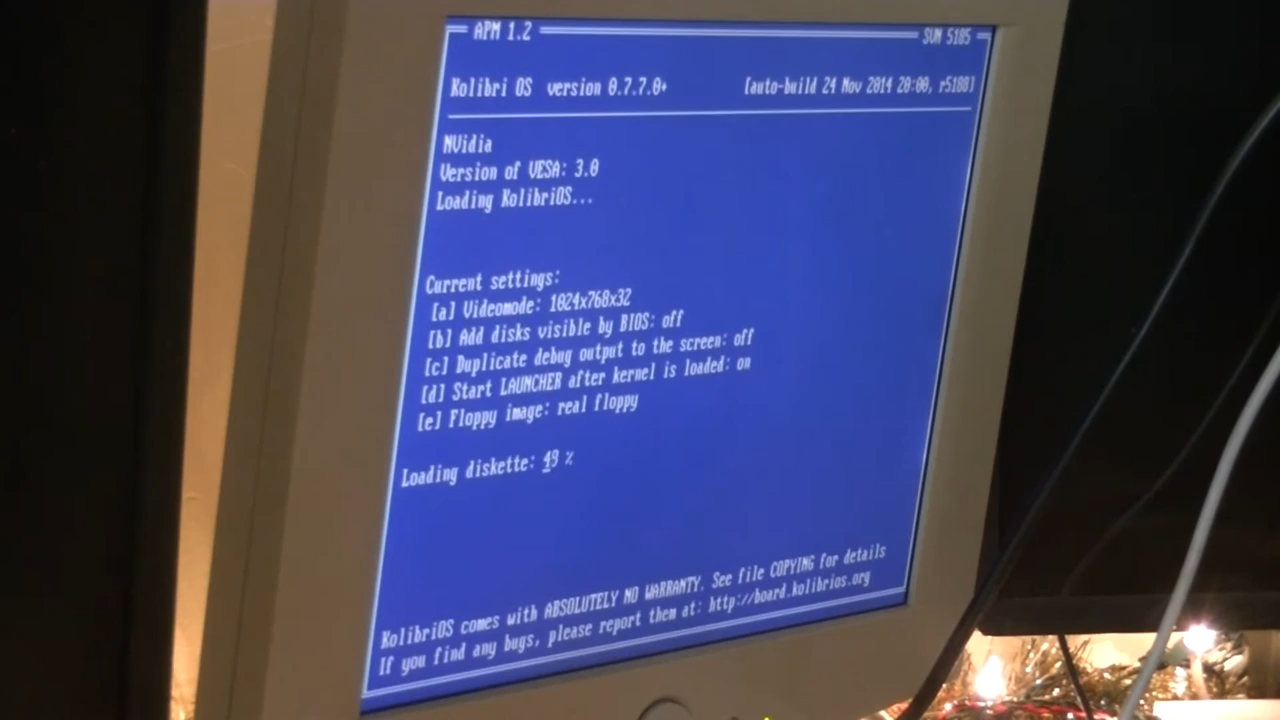 APM 1.2 SUN 5185
Kolibri OS version 0.7.7.0+ [auto-build 24 Nov 2014 20:00, r5180]
NVidia
Version of VESA: 3.0
Loading KolibriOS...
Current settings:
[a] Videomode: 1024x768x32
[b] Add disks visible by BIOS: off
[c] Duplicate debug output to the screen: off
[d] Start LAUNCHER after kernel is loaded: on
[e] Floppy image: real floppy
Loading diskette: 49 %
KolibriOS comes with ABSOLUTELY NO WARRANTY. See file COPYING for details
If you find any bugs, please report them at: http://board.kolibrios.org